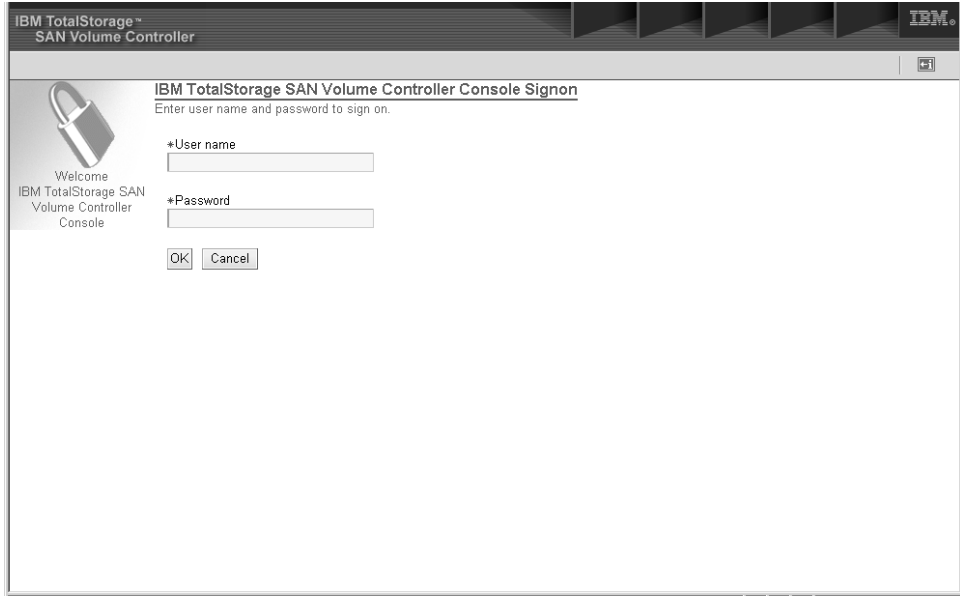 IBM TotalStorage™
SAN Volume Controller
IBM®
IBM TotalStorage SAN Volume Controller Console Signon
Enter user name and password to sign on.
Welcome
IBM TotalStorage SAN
Volume Controller
Console
*User name
*Password
OK Cancel